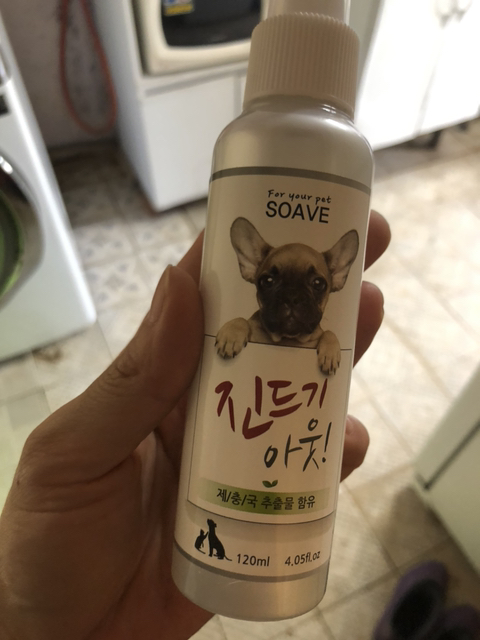 For your pet
SOAVE
진드기
아웃!
제/충/국 추출물 함유
120ml 4.05fl.oz